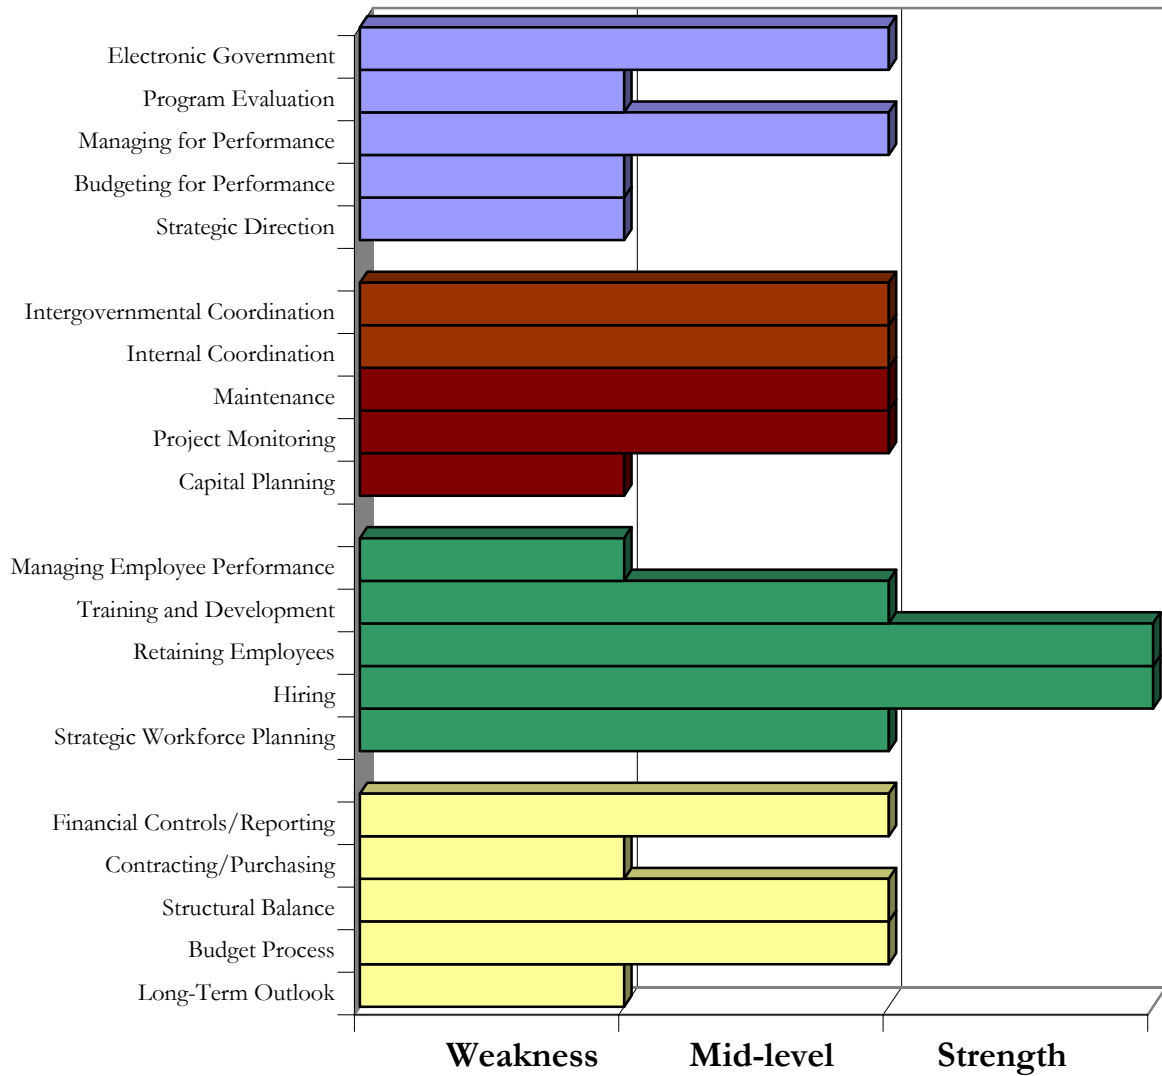 Electronic Government
Program Evaluation
Managing for Performance
Budgeting for Performance
Strategic Direction
Intergovernmental Coordination
Internal Coordination
Maintenance
Project Monitoring
Capital Planning
Managing Employee Performance
Training and Development
Retaining Employees
Hiring
Strategic Workforce Planning
Financial Controls/Reporting
Contracting/Purchasing
Structural Balance
Budget Process
Long-Term Outlook
Weakness Mid-level Strength